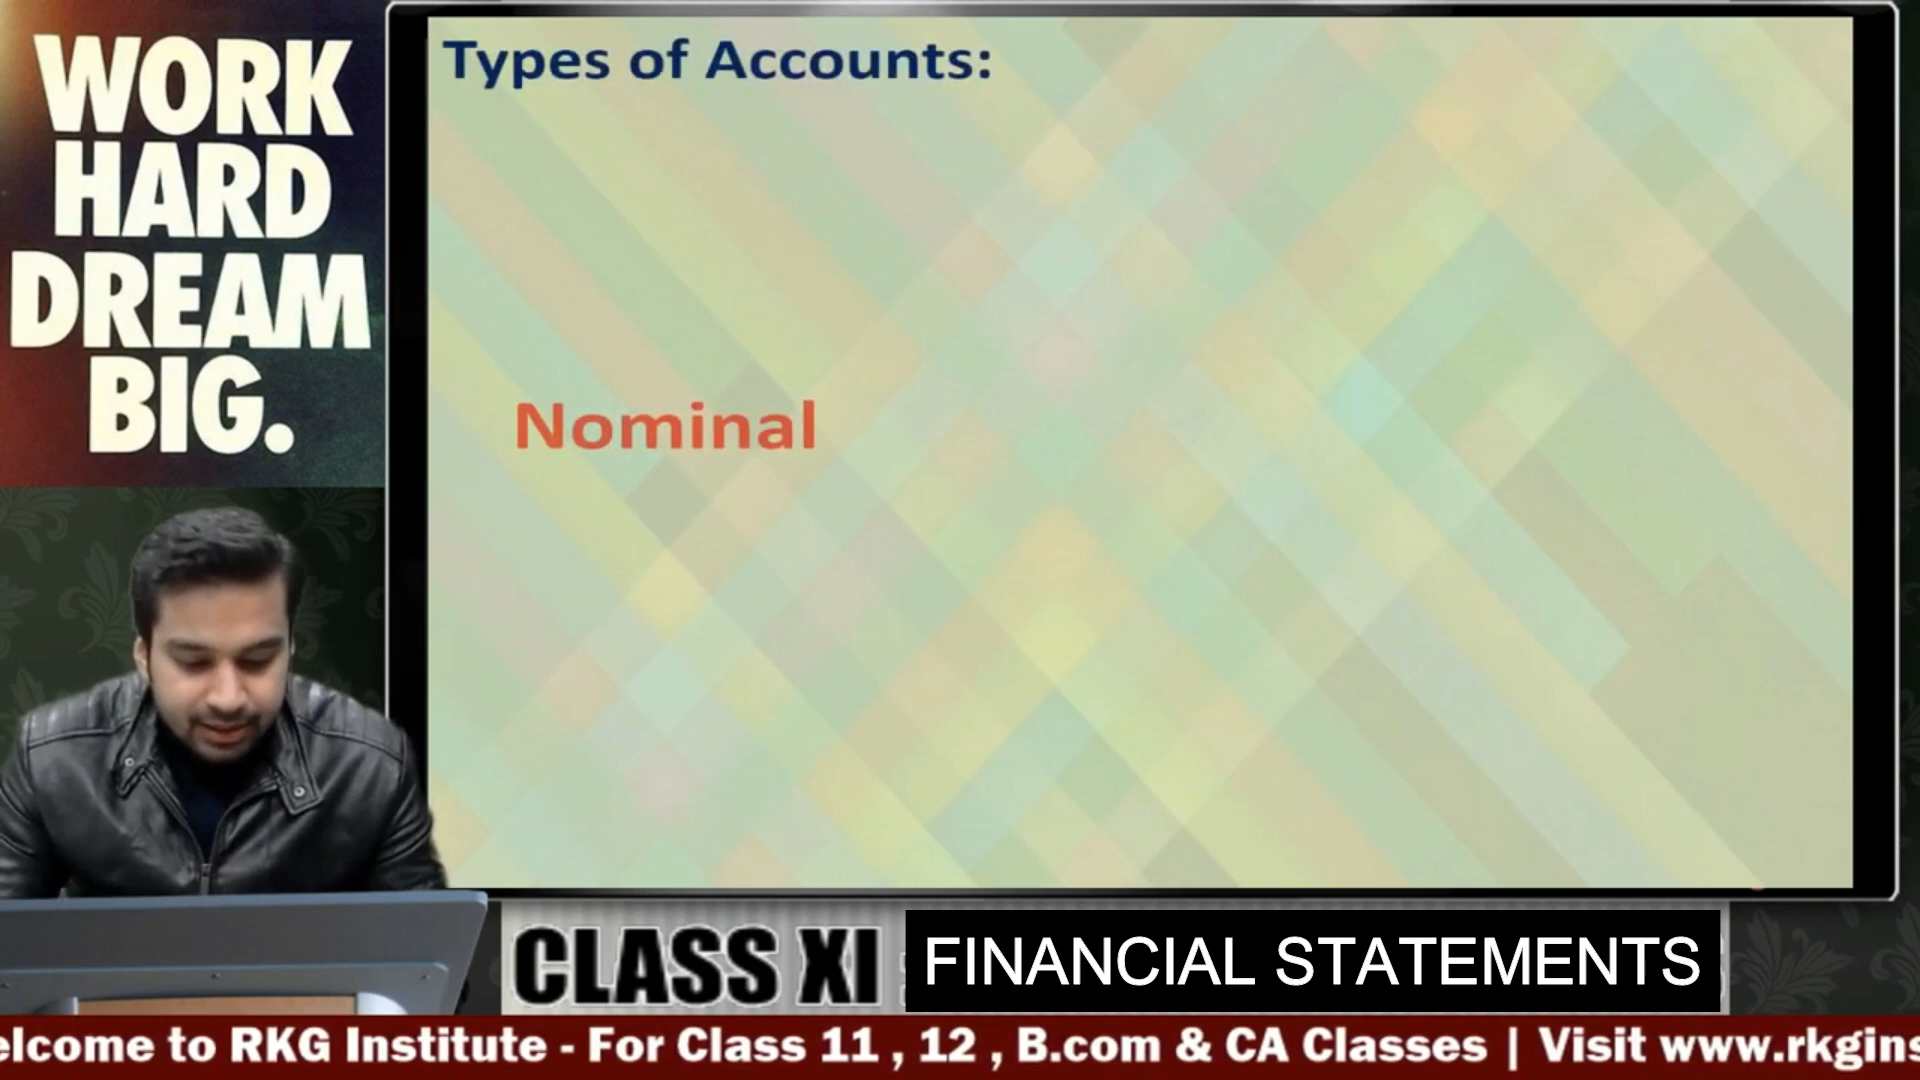 WORK
HARD
DREAM
BIG.
Types of Accounts:
Nominal
CLASS XI
FINANCIAL STATEMENTS
elcome to RKG Institute - For Class 11 , 12 , B.com & CA Classes | Visit www.rkgins